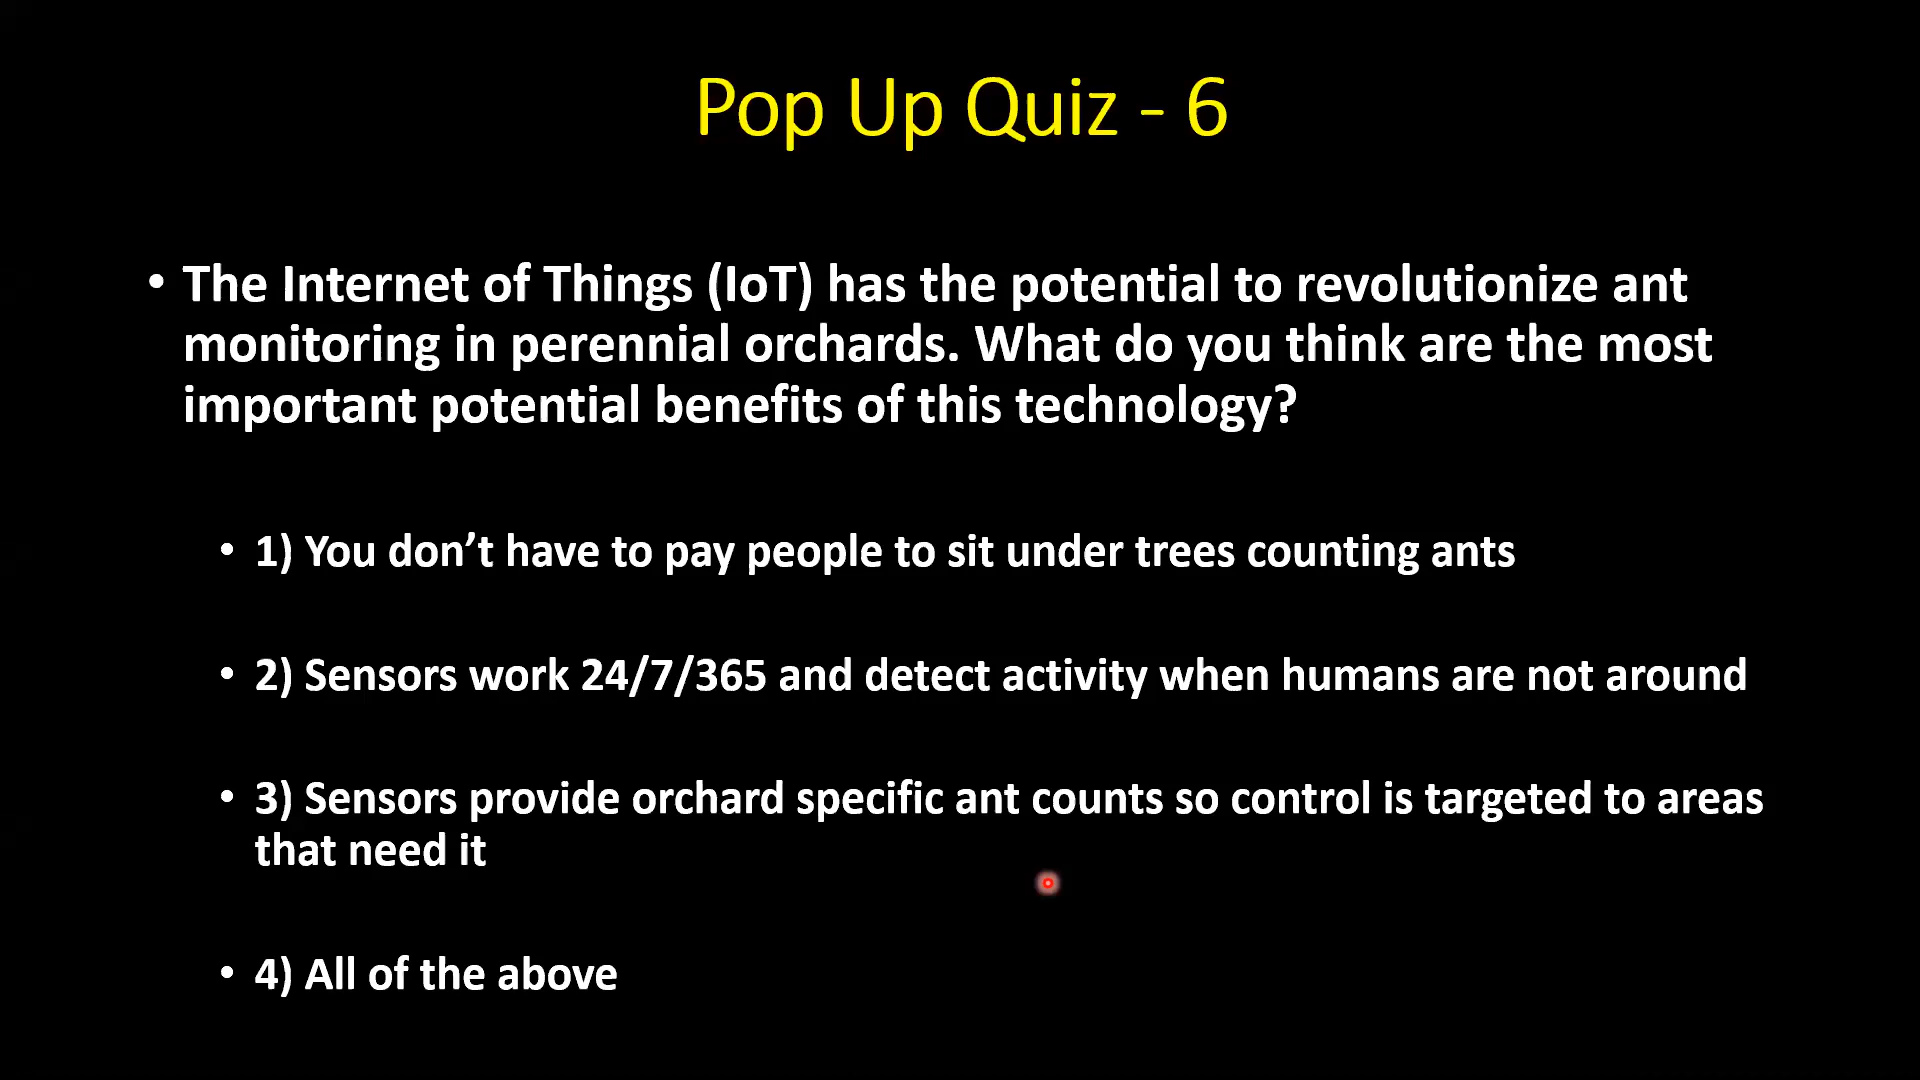 Pop Up Quiz - 6
• The Internet of Things (IoT) has the potential to revolutionize ant
monitoring in perennial orchards. What do you think are the most
important potential benefits of this technology?
• 1) You don’t have to pay people to sit under trees counting ants
• 2) Sensors work 24/7/365 and detect activity when humans are not around
• 3) Sensors provide orchard specific ant counts so control is targeted to areas
that need it
• 4) All of the above